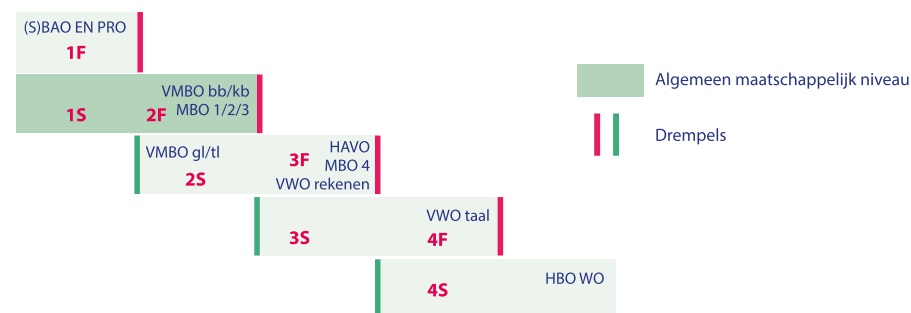 (S)BAO EN PRO
1F
VMBO bb/kb
MBO 1/2/3
1S
2F
VMBO gl/tl
2S
3F
HAVO
MBO 4
VWO rekenen
VWO taal
3S
4F
HBO WO
4S
Algemeen maatschappelijk niveau
Drempels